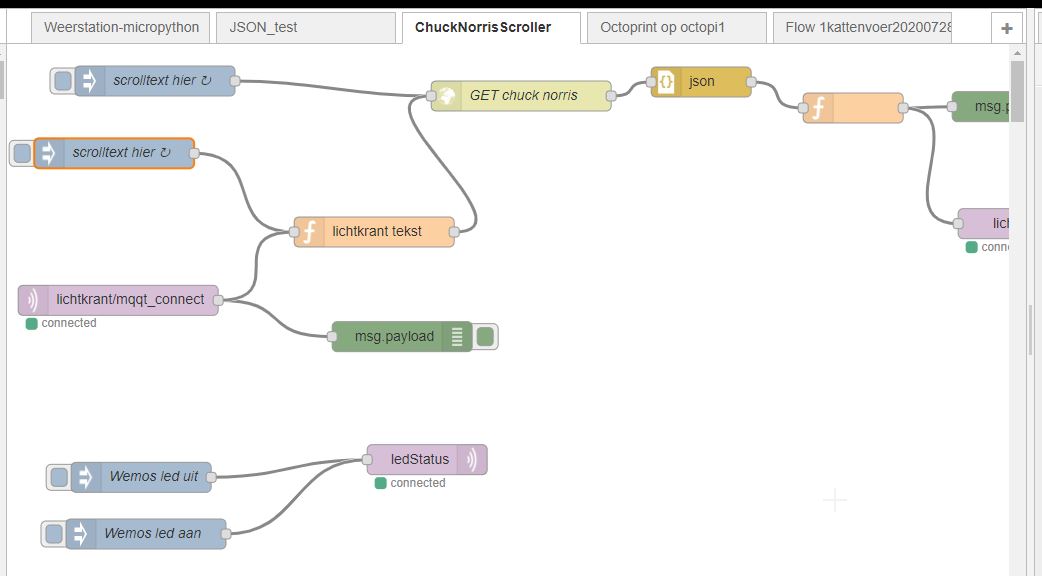 Weerstation-micropython
JSON_test
ChuckNorrisScroller
Octoprint op octopi1
Flow 1kattenvoer20200728
+
scrolltext hier ↻
GET chuck norris
json
msg.p
scrolltext hier ↻
lichtkrant tekst
lich
conne
lichtkrant/mqqt_connect
connected
msg.payload
ledStatus
connected
Wemos led uit
Wemos led aan